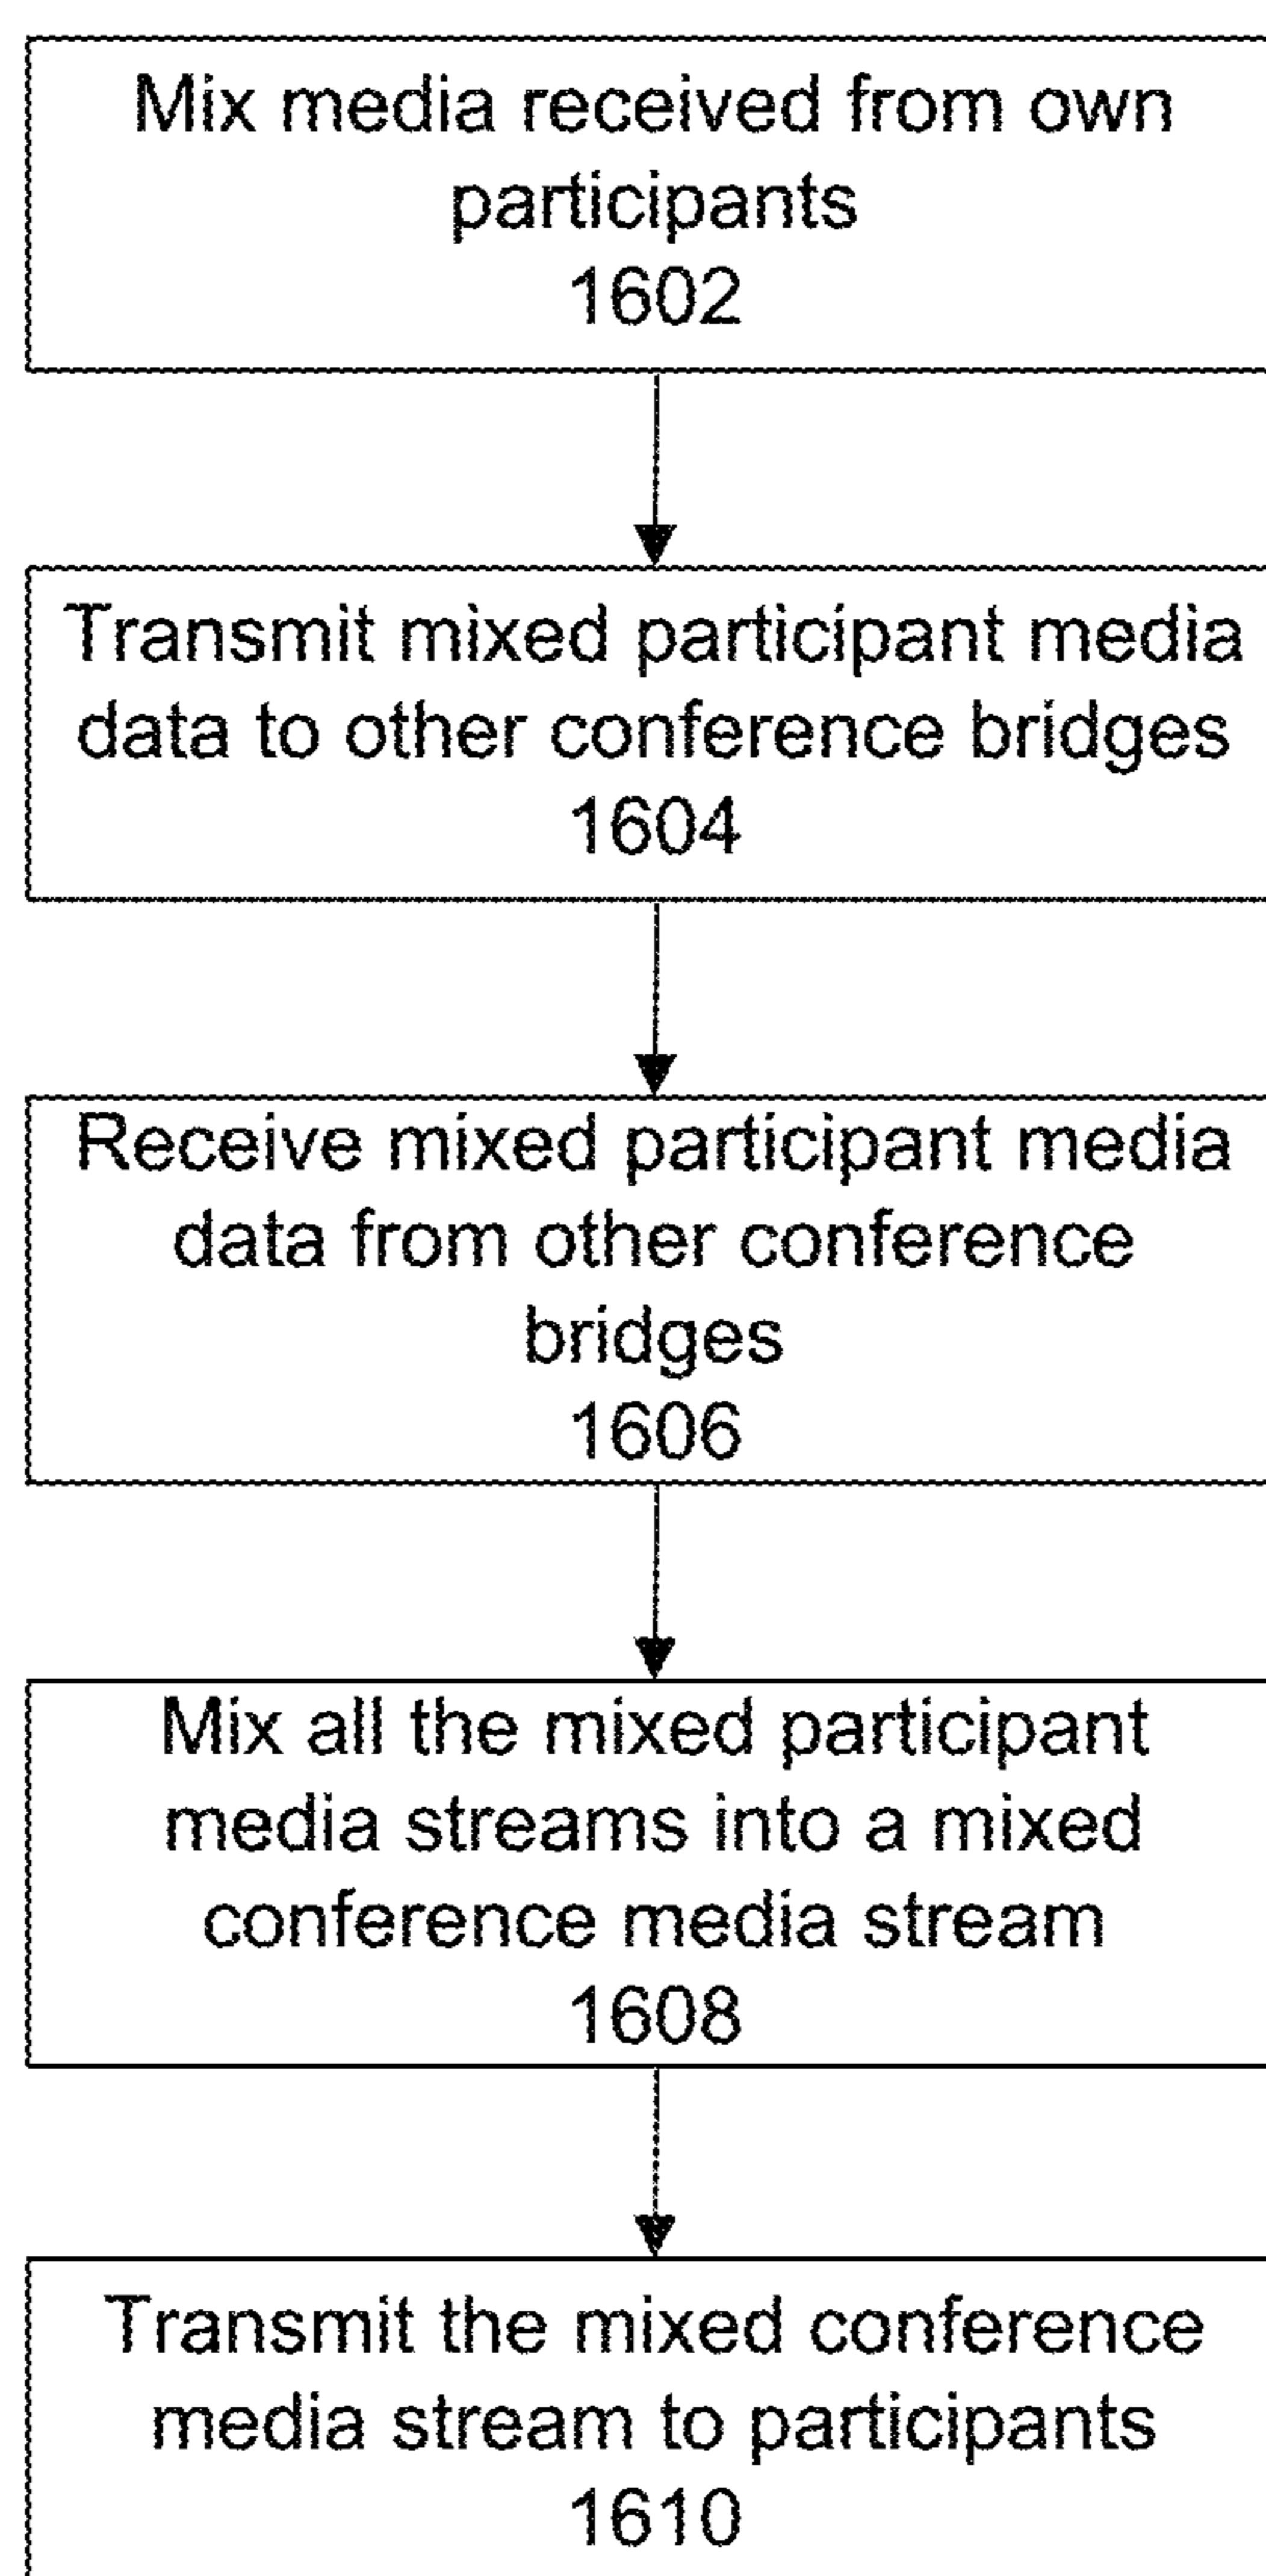 Mix media received from own
participants
1602
Transmit mixed participant media
data to other conference bridges
1604
Receive mixed participant media
data from other conference
bridges
1606
Mix all the mixed participant
media streams into a mixed
conference media stream
1608
Transmit the mixed conference
media stream to participants
1610